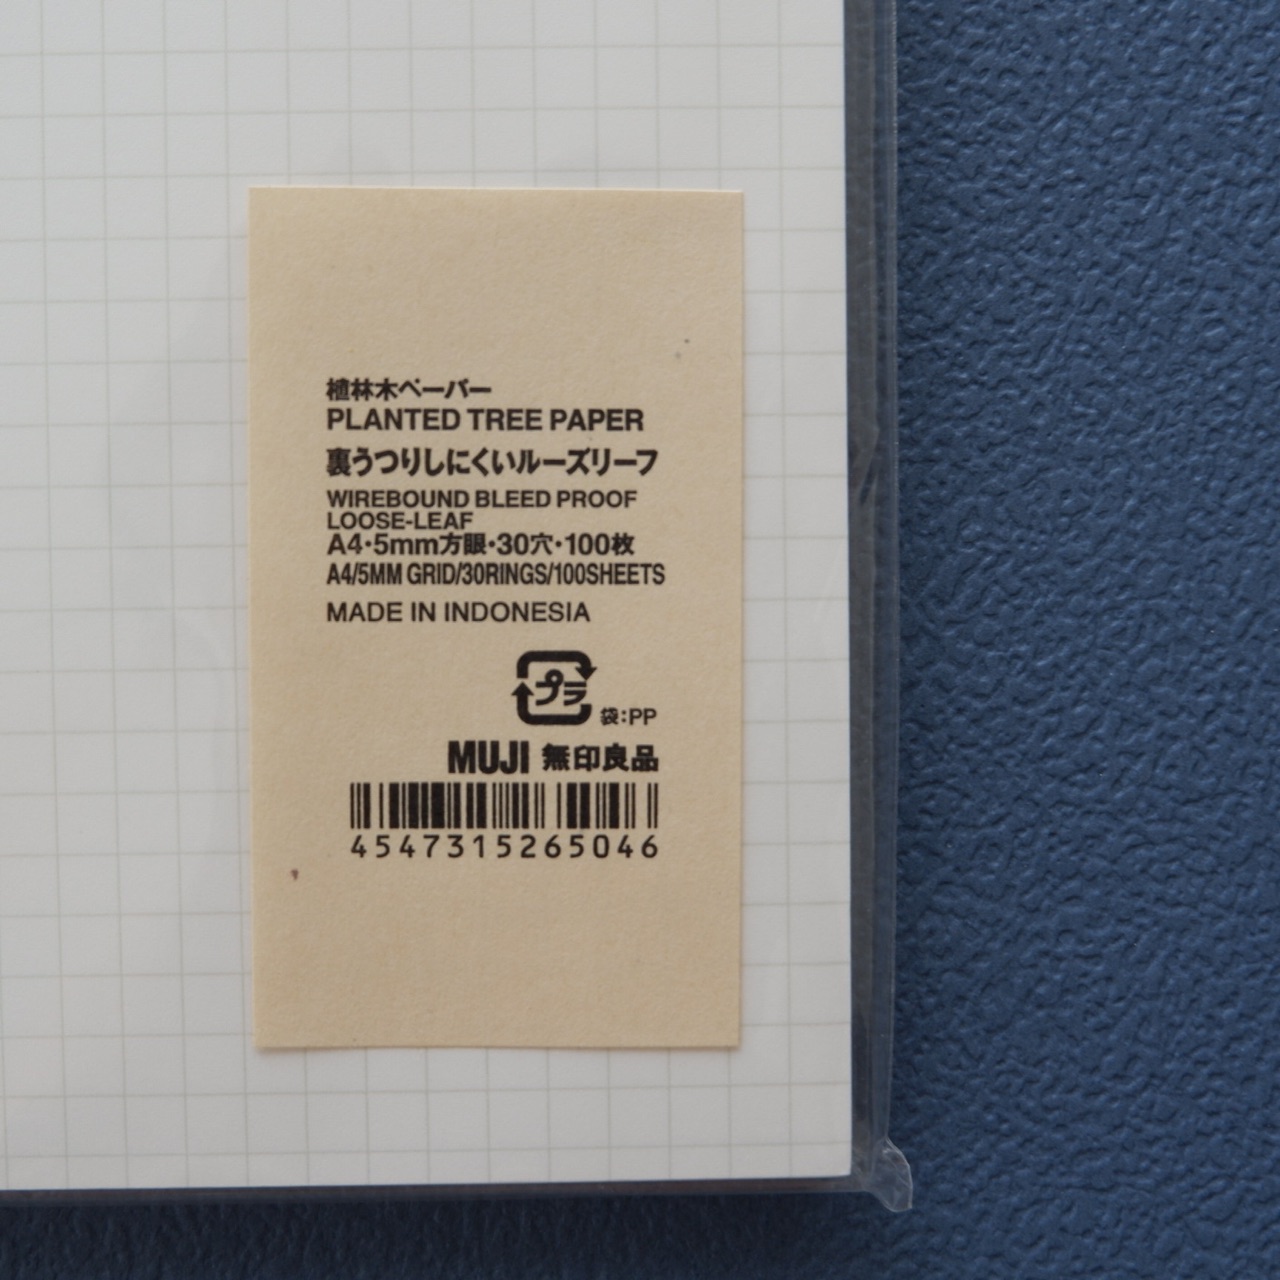 植林木ペーパー
PLANTED TREE PAPER
裏うつりしにくいルーズリーフ
WIREBOUND BLEED PROOF
LOOSE-LEAF
A4・5mm方眼・30穴・100枚
A4/5MM GRID/30RINGS/100SHEETS
MADE IN INDONESIA
プラ
袋:PP
MUJI 無印良品
4547315265046